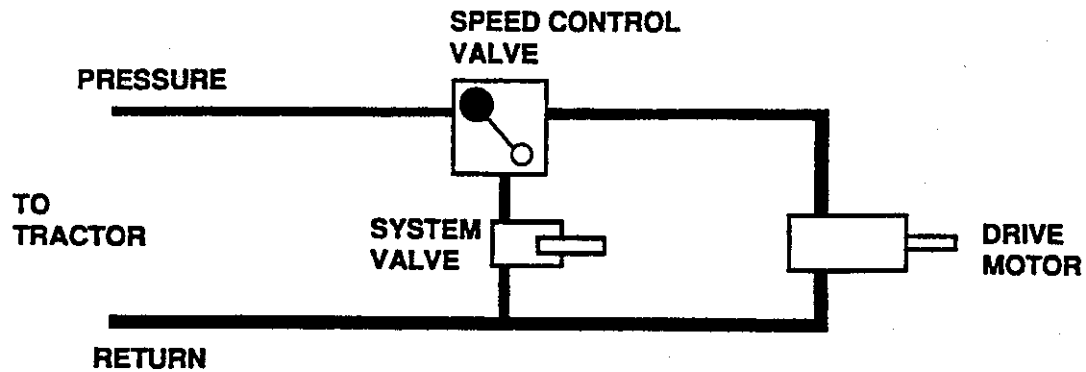 SPEED CONTROL
VALVE
PRESSURE
TO
TRACTOR
SYSTEM
VALVE
DRIVE
MOTOR
RETURN